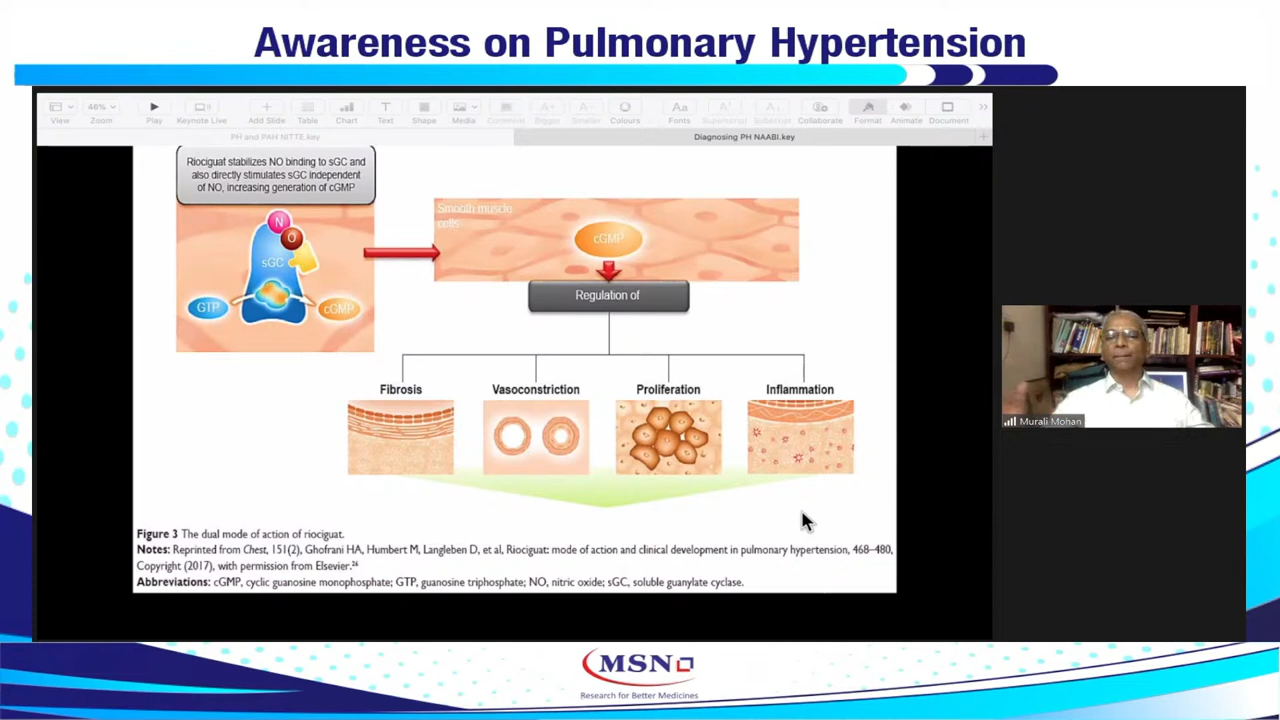 Awareness on Pulmonary Hypertension
View
46%
Zoom
Play
Keynote Live
Add Slide
Table
Chart
T
Text
Shape
Media
Comment
Bigger
Smaller
Colours
Aa
Fonts
Superscript
Subscript
Collaborate
Format
Animate
Document
PH and PAH NITTE.key
Diagnosing PH NAABI.key
Riociguat stabilizes NO binding to sGC and
also directly stimulates sGC independent
of NO, increasing generation of cGMP
N
O
sGC
GTP
cGMP
Smooth muscle
cells
cGMP
Regulation of
Fibrosis
Vasoconstriction
Proliferation
Inflammation
Figure 3 The dual mode of action of riociguat.
Notes: Reprinted from Chest, 151(2), Ghofrani HA, Humbert M, Langleben D, et al, Riociguat: mode of action and clinical development in pulmonary hypertension, 468–480,
Copyright (2017), with permission from Elsevier.26
Abbreviations: cGMP, cyclic guanosine monophosphate; GTP, guanosine triphosphate; NO, nitric oxide; sGC, soluble guanylate cyclase.
Murali Mohan
MSN
Research for Better Medicines